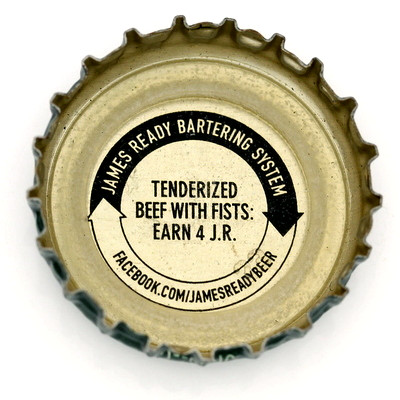 JAMES READY BARTERING SYSTEM
TENDERIZED
BEEF WITH FISTS:
EARN 4 J.R.
FACEBOOK.COM/JAMESREADYBEER